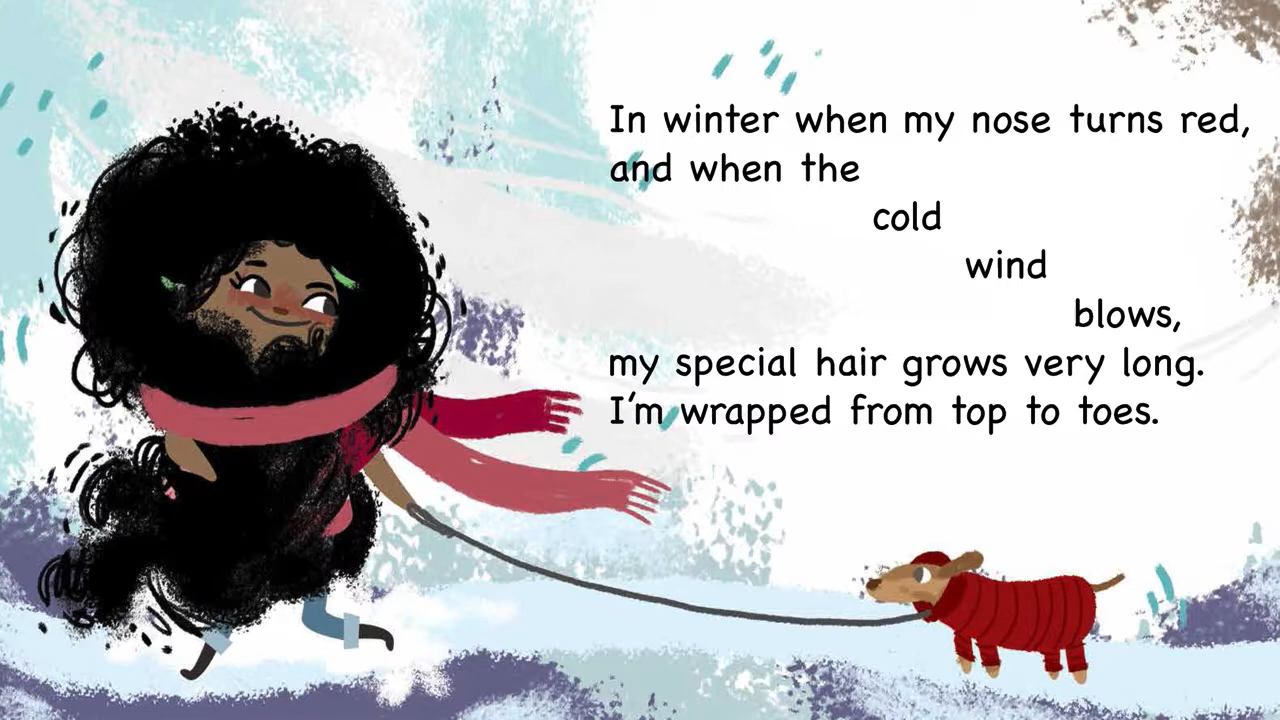 In winter when my nose turns red,
and when the
cold
wind
blows,
my special hair grows very long.
I'm wrapped from top to toes.